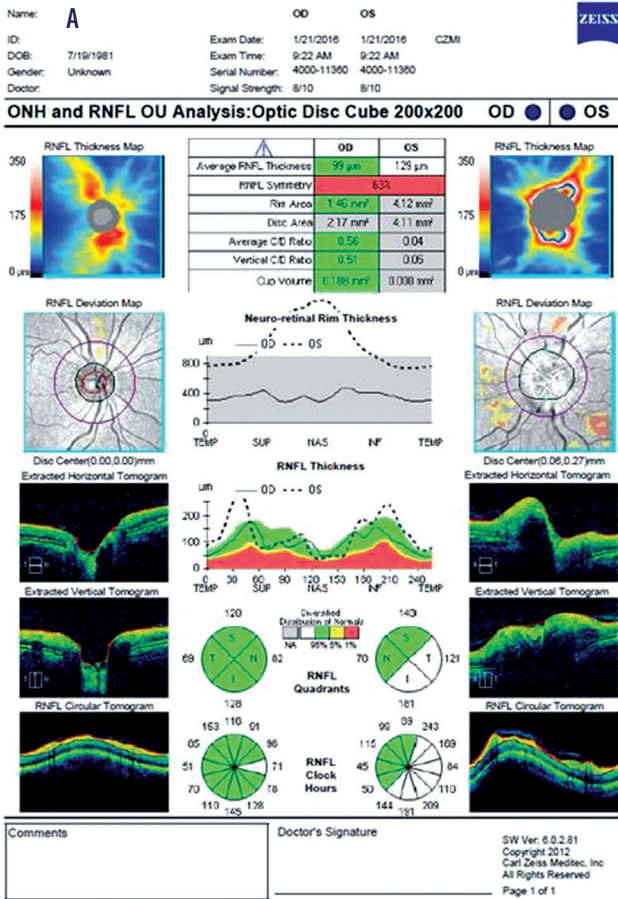 A
Name: OD OS
ZEISS
ID: Exam Date: 1/21/2016 1/21/2016 CZMI
DOB: 7/19/1981 Exam Time: 9:22 AM 9:22 AM
Gender: Unknown Serial Number: 4000-11360 4000-11360
Doctor: Signal Strength: 8/10 8/10
ONH and RNFL OU Analysis:Optic Disc Cube 200x200 OD OS
RNFL Thickness Map
350
175
0 µm
OD OS
Average RNFL Thickness 99 µm 129 µm
RNFL Symmetry 63%
Rim Area 1.46 mm² 4.12 mm²
Disc Area 2.17 mm² 4.11 mm²
Average C/D Ratio 0.56 0.04
Vertical C/D Ratio 0.51 0.05
Cup Volume 0.188 mm³ 0.000 mm³
RNFL Thickness Map
350
175
0 µm
RNFL Deviation Map
Disc Center(0.00,0.00)mm
Neuro-retinal Rim Thickness
µm OD OS
800
400
0
TEMP SUP NAS INF TEMP
RNFL Deviation Map
Disc Center(0.06,0.27)mm
Extracted Horizontal Tomogram
RNFL Thickness
µm OD OS
200
100
0
0 30 60 90 120 150 180 210 240
TEMP SUP NAS INF TEMP
Extracted Horizontal Tomogram
Extracted Vertical Tomogram
Extracted Vertical Tomogram
Diversified
Distribution of Normals
NA 95% 5% 1%
120
S
69 T N 82
I
128
RNFL
Quadrants
143
S
70 N T 121
I
181
RNFL Circular Tomogram
116
153 91
85 96
51 71
70 78
110 128
145
RNFL
Clock
Hours
89
99 243
115 169
45 84
50 110
144 209
191
RNFL Circular Tomogram
Comments
Doctor's Signature
SW Ver: 6.0.2.81
Copyright 2012
Carl Zeiss Meditec, Inc
All Rights Reserved
Page 1 of 1